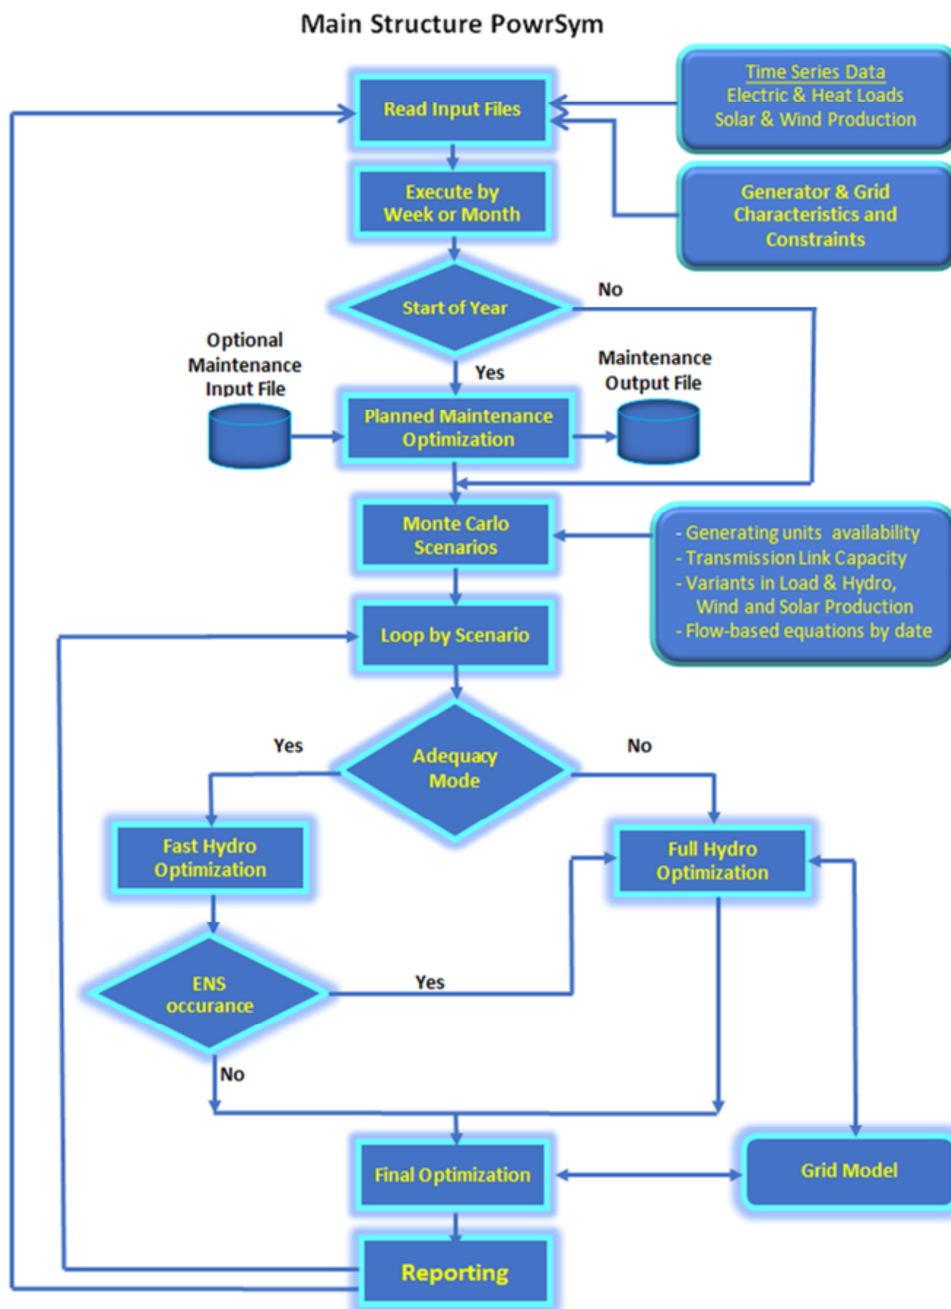 Main Structure PowrSym
Read Input Files
Time Series Data
Electric & Heat Loads
Solar & Wind Production
Execute by
Week or Month
Generator & Grid
Characteristics and
Constraints
Start of Year
No
Yes
Optional
Maintenance
Input File
Maintenance
Output File
Planned Maintenance
Optimization
Monte Carlo
Scenarios
- Generating units availability
- Transmission Link Capacity
- Variants in Load & Hydro,
Wind and Solar Production
- Flow-based equations by date
Loop by Scenario
Adequacy
Mode
Yes
No
Fast Hydro
Optimization
Full Hydro
Optimization
ENS
occurance
Yes
No
Final Optimization
Grid Model
Reporting